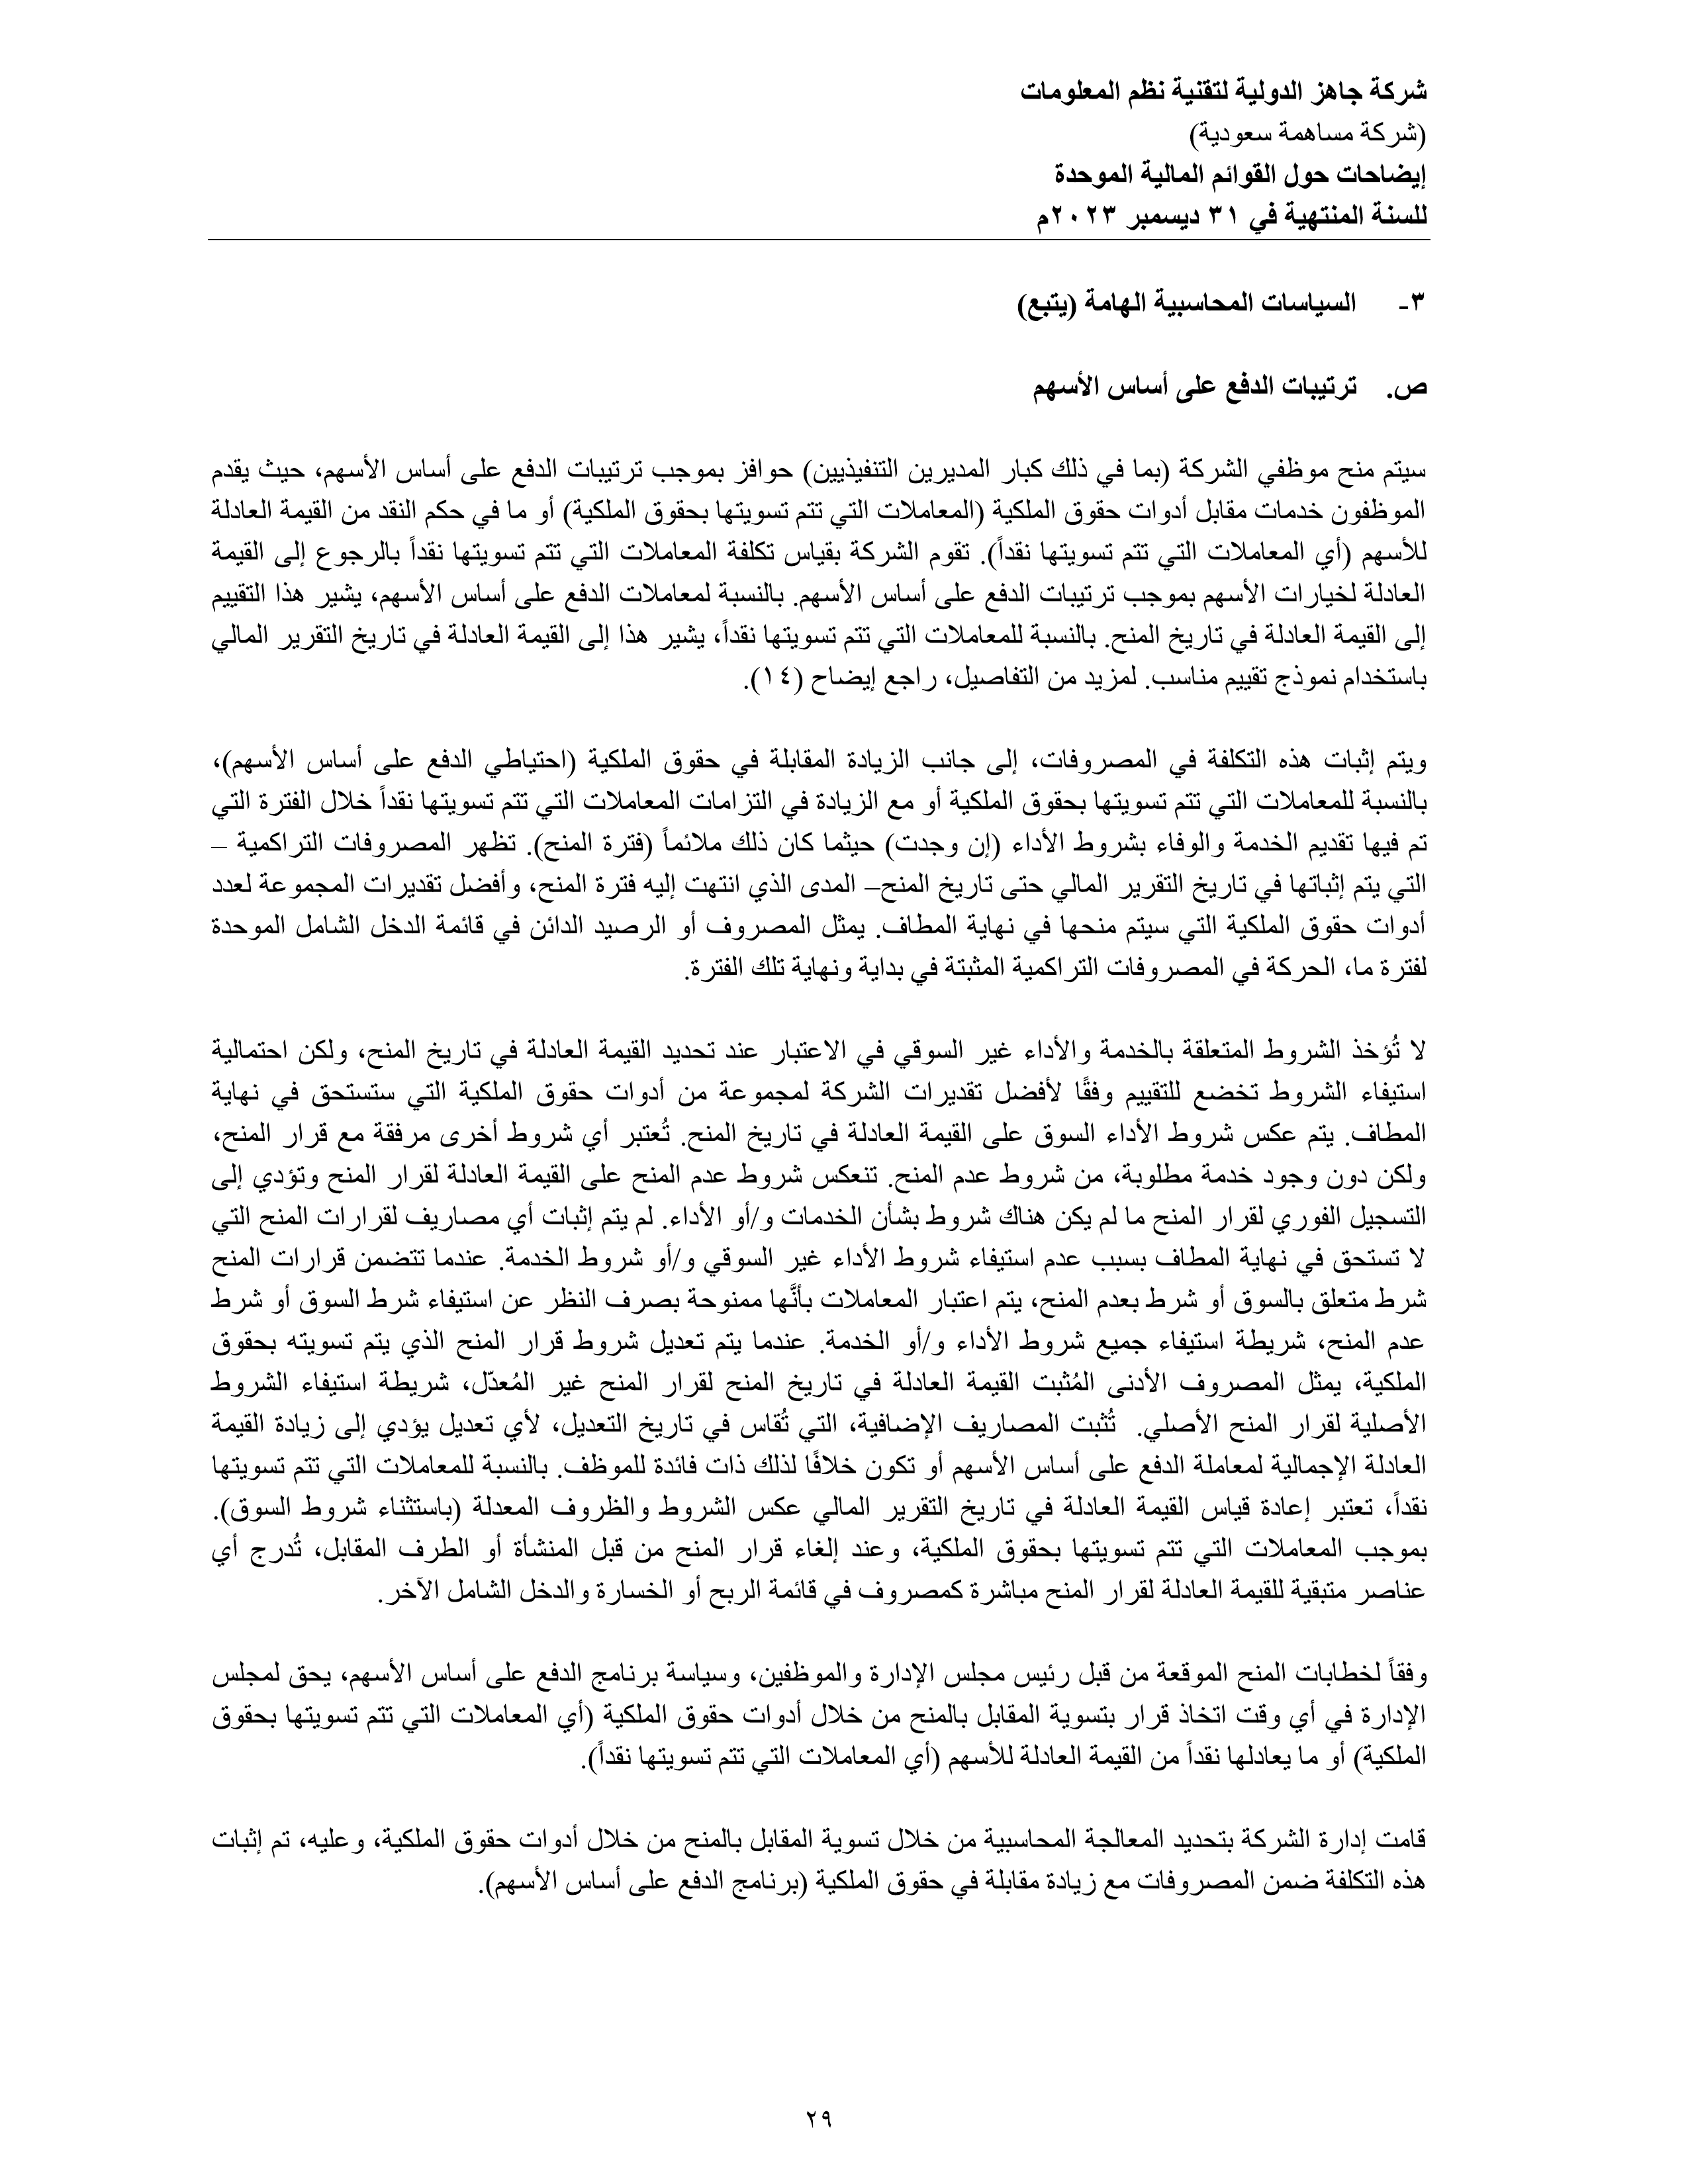 شركة جاهز الدولية لتقنية نظم المعلومات
(شركة مساهمة سعودية)
إيضاحات حول القوائم المالية الموحدة
للسنة المنتهية في ٣١ ديسمبر ٢٠٢٣م
٣- السياسات المحاسبية الهامة (يتبع)
ص. ترتيبات الدفع على أساس الأسهم
سيتم منح موظفي الشركة (بما في ذلك كبار المديرين التنفيذيين) حوافز بموجب ترتيبات الدفع على أساس الأسهم، حيث يقدم
الموظفون خدمات مقابل أدوات حقوق الملكية (المعاملات التي تتم تسويتها بحقوق الملكية) أو ما في حكم النقد من القيمة العادلة
للأسهم (أي المعاملات التي تتم تسويتها نقداً). تقوم الشركة بقياس تكلفة المعاملات التي تتم تسويتها نقداً بالرجوع إلى القيمة
العادلة لخيارات الأسهم بموجب ترتيبات الدفع على أساس الأسهم. بالنسبة لمعاملات الدفع على أساس الأسهم، يشير هذا التقييم
إلى القيمة العادلة في تاريخ المنح. بالنسبة للمعاملات التي تتم تسويتها نقداً، يشير هذا إلى القيمة العادلة في تاريخ التقرير المالي
باستخدام نموذج تقييم مناسب. لمزيد من التفاصيل، راجع إيضاح (١٤).
ويتم إثبات هذه التكلفة في المصروفات، إلى جانب الزيادة المقابلة في حقوق الملكية (احتياطي الدفع على أساس الأسهم)،
بالنسبة للمعاملات التي تتم تسويتها بحقوق الملكية أو مع الزيادة في التزامات المعاملات التي تتم تسويتها نقداً خلال الفترة التي
تم فيها تقديم الخدمة والوفاء بشروط الأداء (إن وجدت) حيثما كان ذلك ملائماً (فترة المنح). تظهر المصروفات التراكمية –
التي يتم إثباتها في تاريخ التقرير المالي حتى تاريخ المنح– المدى الذي انتهت إليه فترة المنح، وأفضل تقديرات المجموعة لعدد
أدوات حقوق الملكية التي سيتم منحها في نهاية المطاف. يمثل المصروف أو الرصيد الدائن في قائمة الدخل الشامل الموحدة
لفترة ما، الحركة في المصروفات التراكمية المثبتة في بداية ونهاية تلك الفترة.
لا تُؤخذ الشروط المتعلقة بالخدمة والأداء غير السوقي في الاعتبار عند تحديد القيمة العادلة في تاريخ المنح، ولكن احتمالية
استيفاء الشروط تخضع للتقييم وفقًا لأفضل تقديرات الشركة لمجموعة من أدوات حقوق الملكية التي ستستحق في نهاية
المطاف. يتم عكس شروط الأداء السوق على القيمة العادلة في تاريخ المنح. تُعتبر أي شروط أخرى مرفقة مع قرار المنح،
ولكن دون وجود خدمة مطلوبة، من شروط عدم المنح. تنعكس شروط عدم المنح على القيمة العادلة لقرار المنح وتؤدي إلى
التسجيل الفوري لقرار المنح ما لم يكن هناك شروط بشأن الخدمات و/أو الأداء. لم يتم إثبات أي مصاريف لقرارات المنح التي
لا تستحق في نهاية المطاف بسبب عدم استيفاء شروط الأداء غير السوقي و/أو شروط الخدمة. عندما تتضمن قرارات المنح
شرط متعلق بالسوق أو شرط بعدم المنح، يتم اعتبار المعاملات بأنَّها ممنوحة بصرف النظر عن استيفاء شرط السوق أو شرط
عدم المنح، شريطة استيفاء جميع شروط الأداء و/أو الخدمة. عندما يتم تعديل شروط قرار المنح الذي يتم تسويته بحقوق
الملكية، يمثل المصروف الأدنى المُثبت القيمة العادلة في تاريخ المنح لقرار المنح غير المُعدّل، شريطة استيفاء الشروط
الأصلية لقرار المنح الأصلي. تُثبت المصاريف الإضافية، التي تُقاس في تاريخ التعديل، لأي تعديل يؤدي إلى زيادة القيمة
العادلة الإجمالية لمعاملة الدفع على أساس الأسهم أو تكون خلافًا لذلك ذات فائدة للموظف. بالنسبة للمعاملات التي تتم تسويتها
نقداً، تعتبر إعادة قياس القيمة العادلة في تاريخ التقرير المالي عكس الشروط والظروف المعدلة (باستثناء شروط السوق).
بموجب المعاملات التي تتم تسويتها بحقوق الملكية، وعند إلغاء قرار المنح من قبل المنشأة أو الطرف المقابل، تُدرج أي
عناصر متبقية للقيمة العادلة لقرار المنح مباشرة كمصروف في قائمة الربح أو الخسارة والدخل الشامل الآخر.
وفقاً لخطابات المنح الموقعة من قبل رئيس مجلس الإدارة والموظفين، وسياسة برنامج الدفع على أساس الأسهم، يحق لمجلس
الإدارة في أي وقت اتخاذ قرار بتسوية المقابل بالمنح من خلال أدوات حقوق الملكية (أي المعاملات التي تتم تسويتها بحقوق
الملكية) أو ما يعادلها نقداً من القيمة العادلة للأسهم (أي المعاملات التي تتم تسويتها نقداً).
قامت إدارة الشركة بتحديد المعالجة المحاسبية من خلال تسوية المقابل بالمنح من خلال أدوات حقوق الملكية، وعليه، تم إثبات
هذه التكلفة ضمن المصروفات مع زيادة مقابلة في حقوق الملكية (برنامج الدفع على أساس الأسهم).
٢٩